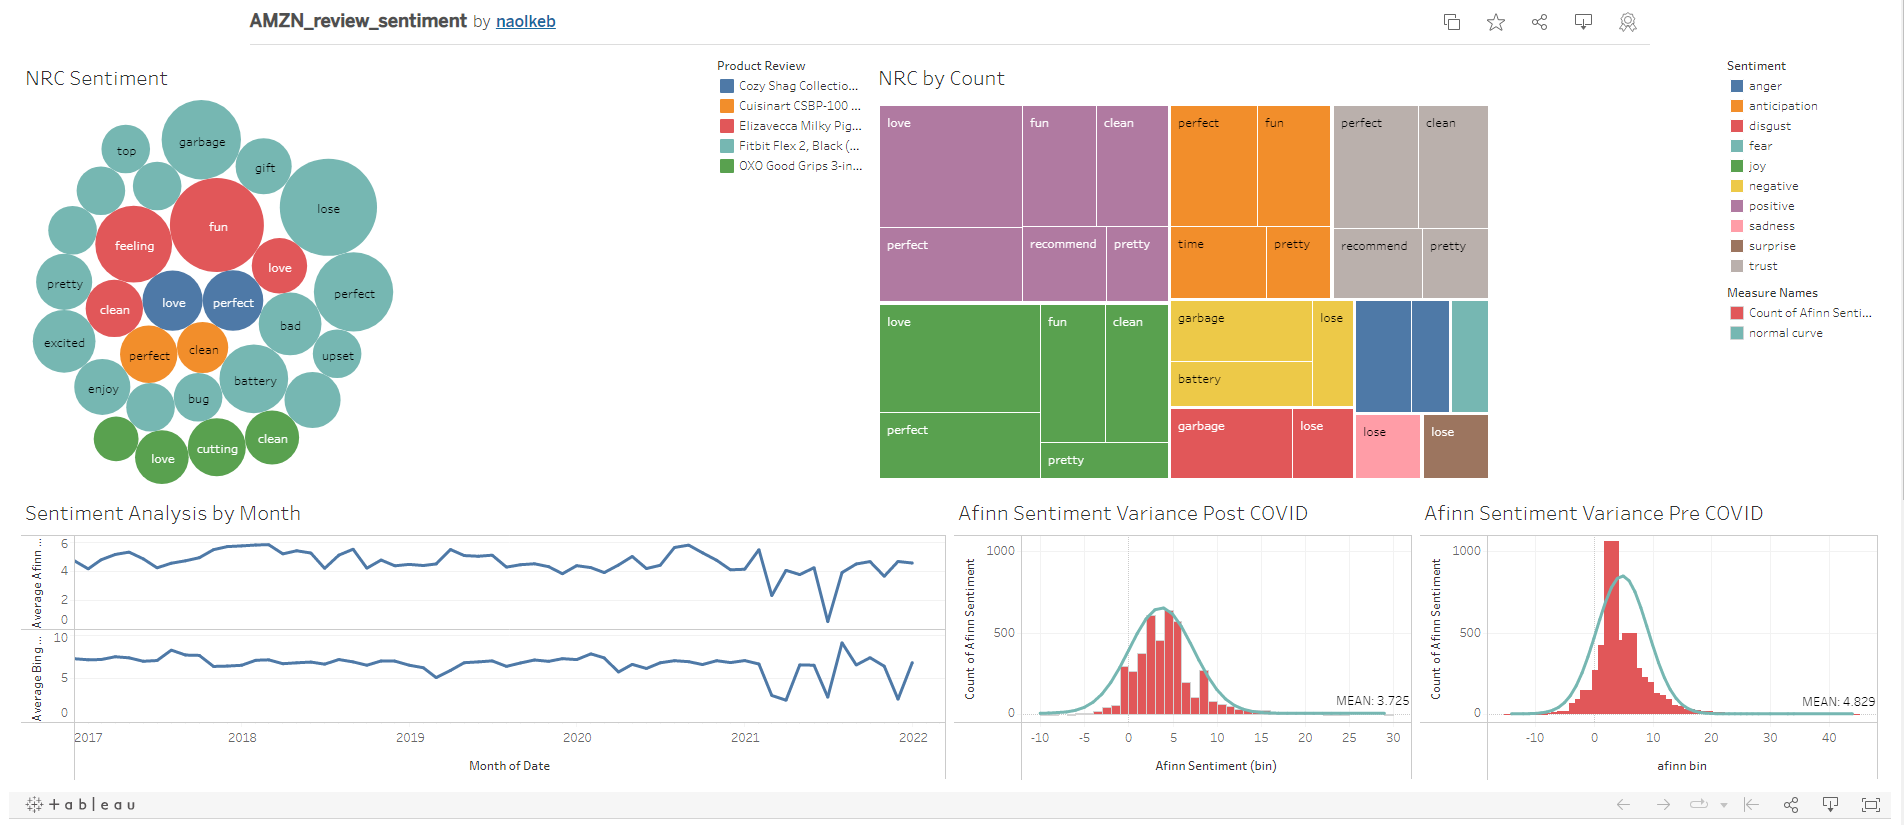 AMZN_review_sentiment by naolkeb
NRC Sentiment
top
garbage
gift
lose
feeling
fun
love
pretty
clean
love
perfect
perfect
excited
perfect
clean
bad
upset
enjoy
bug
battery
love
cutting
clean
Product Review
Cozy Shag Collectio...
Cuisinart CSBP-100 ...
Elizavecca Milky Pig...
Fitbit Flex 2, Black (...
OXO Good Grips 3-in...
NRC by Count
love
fun
clean
perfect
recommend
pretty
perfect
fun
time
pretty
perfect
clean
recommend
pretty
love
fun
clean
perfect
pretty
garbage
lose
battery
garbage
lose
lose
lose
Sentiment
anger
anticipation
disgust
fear
joy
negative
positive
sadness
surprise
trust
Measure Names
Count of Afinn Senti...
normal curve
Sentiment Analysis by Month
Average Afinn ...
6
4
2
0
Average Bing...
10
5
0
2017 2018 2019 2020 2021 2022
Month of Date
Afinn Sentiment Variance Post COVID
Count of Afinn Sentiment
1000
500
0
MEAN: 3.725
-10 -5 0 5 10 15 20 25 30
Afinn Sentiment (bin)
Afinn Sentiment Variance Pre COVID
Count of Afinn Sentiment
1000
500
0
MEAN: 4.829
-10 0 10 20 30 40
afinn bin
+ableau